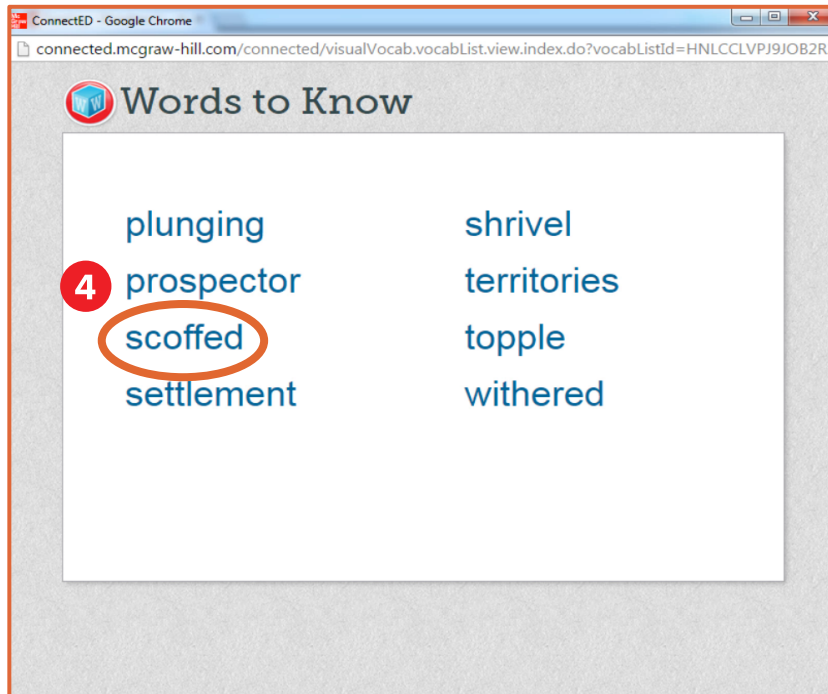 ConnectED - Google Chrome
connected.mcgraw-hill.com/connected/visualVocab.vocabList.view.index.do?vocabListId=HNLCCLVPJ9JOB2R
W W Words to Know
plunging shrivel
4 prospector territories
scoffed topple
settlement withered